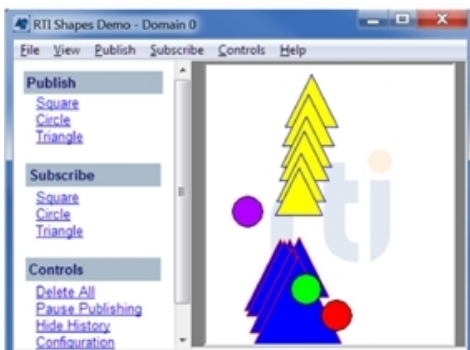 RTI Shapes Demo - Domain 0
File View Publish Subscribe Controls Help
Publish
Square
Circle
Triangle
Subscribe
Square
Circle
Triangle
Controls
Delete All
Pause Publishing
Hide History
Configuration
rti